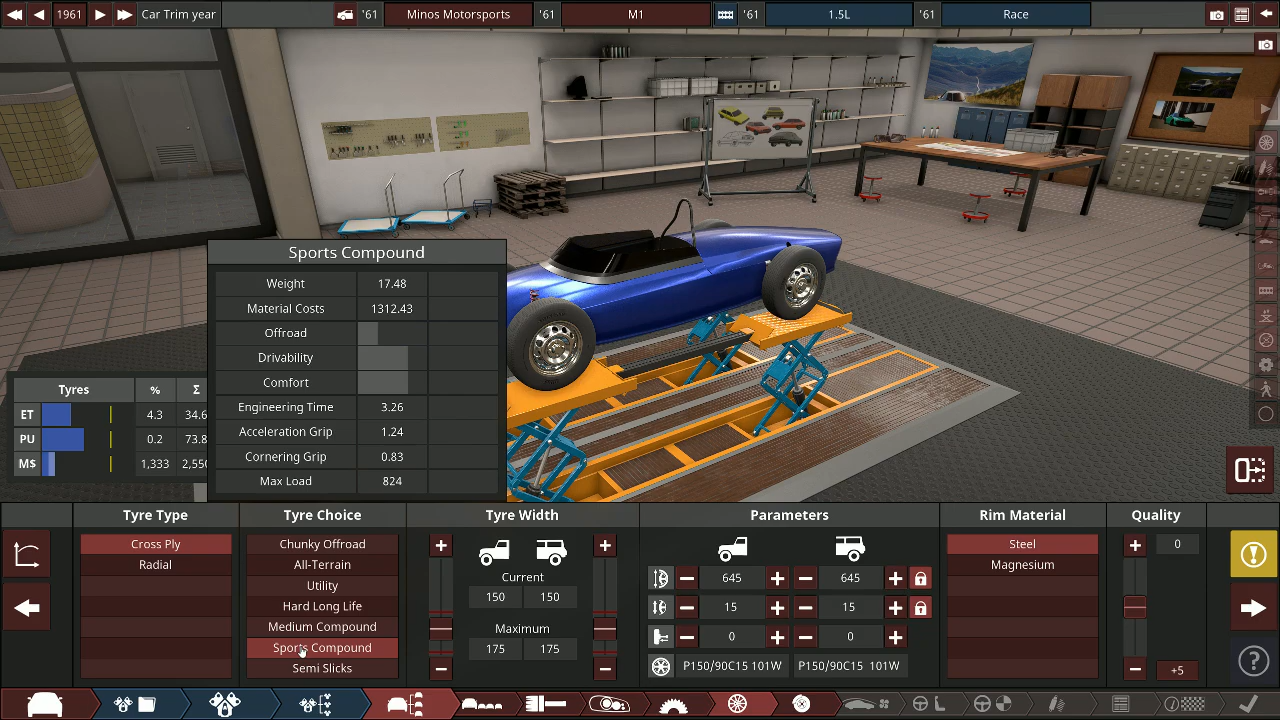 1961 Car Trim year '61 Minos Motorsports '61 M1 '61 1.5L '61 Race
Sports Compound
Weight 17.48
Material Costs 1312.43
Offroad
Drivability
Comfort
Engineering Time 3.26
Acceleration Grip 1.24
Cornering Grip 0.83
Max Load 824
Tyres % Σ
ET 4.3 34.6
PU 0.2 73.8
M$ 1,333 2,550
Tyre Type
Cross Ply
Radial
Tyre Choice
Chunky Offroad
All-Terrain
Utility
Hard Long Life
Medium Compound
Sports Compound
Semi Slicks
Tyre Width
+ +
Current
150 150
Maximum
175 175
- -
Parameters
- 645 + - 645 +
- 15 + - 15 +
- 0 + - 0 +
P150/90C15 101W P150/90C15 101W
Rim Material
Steel
Magnesium
Quality
+ 0
- +5